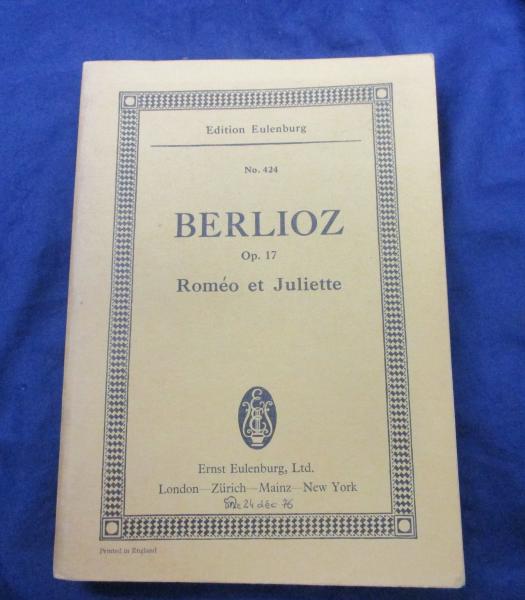 Edition Eulenburg
No. 424
BERLIOZ
Op. 17
Roméo et Juliette
Ernst Eulenburg, Ltd.
London—Zürich—Mainz—New York
24 déc 76
Printed in England